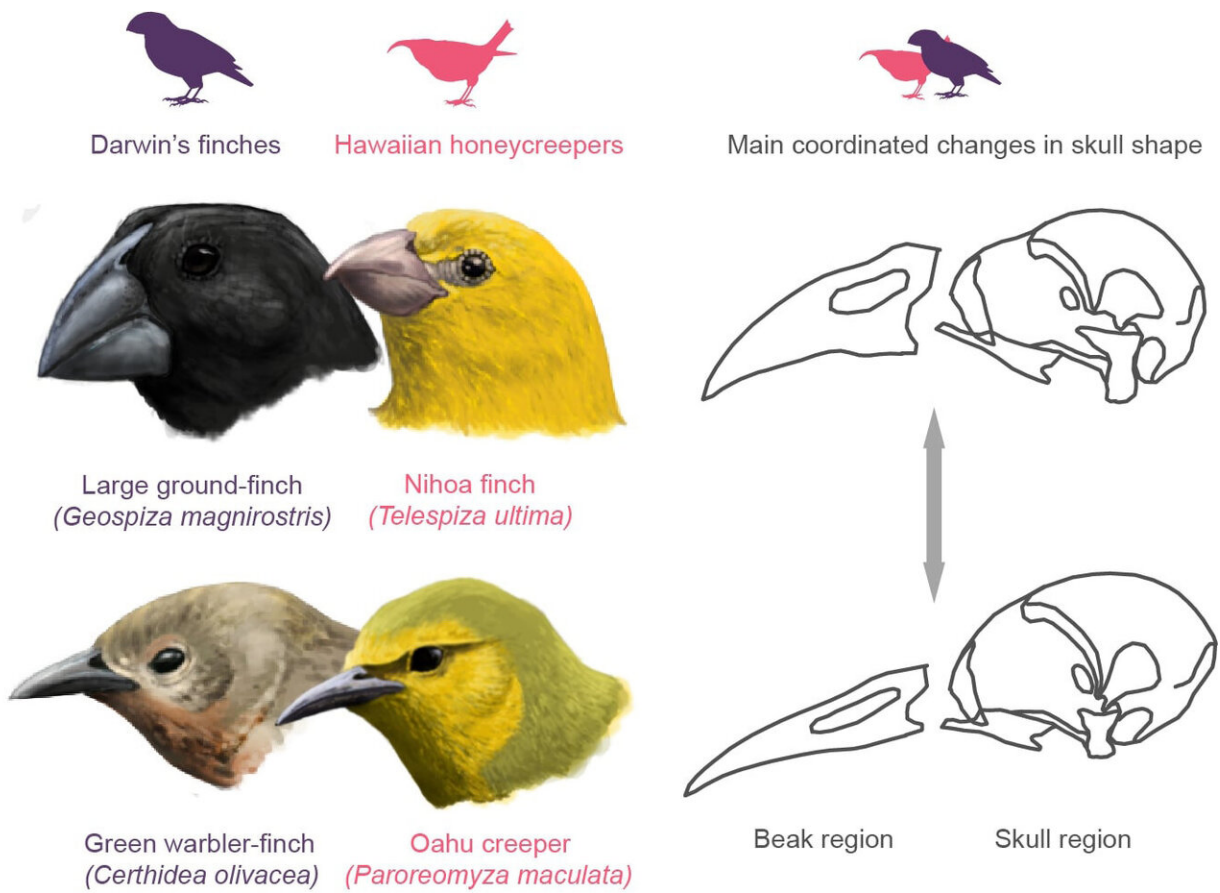 Darwin's finches
Hawaiian honeycreepers
Main coordinated changes in skull shape
Large ground-finch
(Geospiza magnirostris)
Nihoa finch
(Telespiza ultima)
Green warbler-finch
(Certhidea olivacea)
Oahu creeper
(Paroreomyza maculata)
Beak region
Skull region